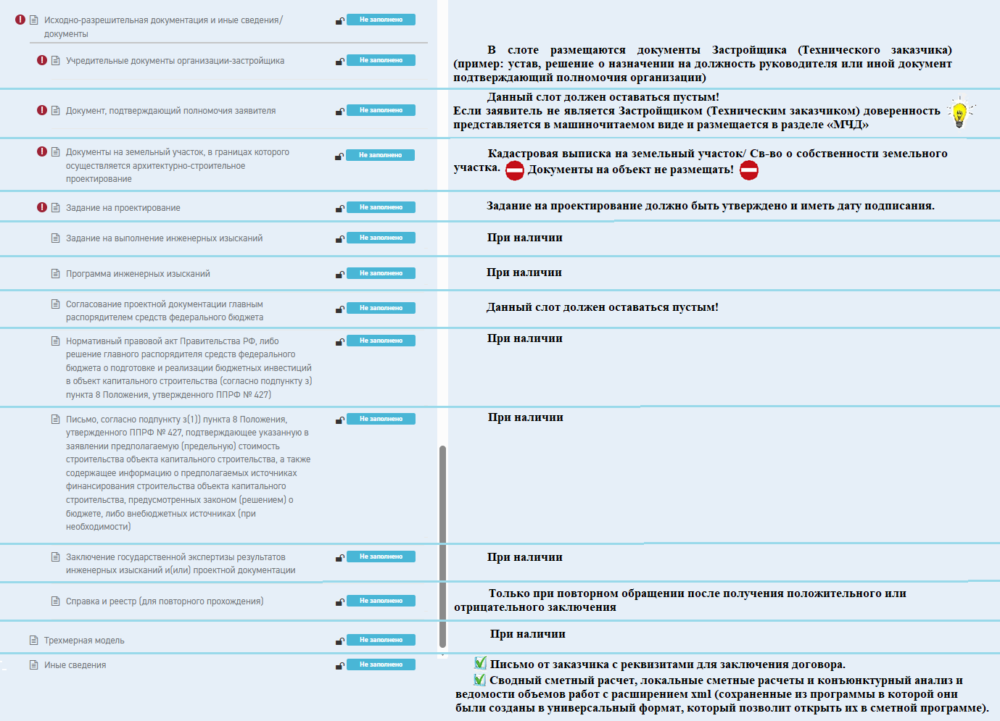 Исходно-разрешительная документация и иные сведения/
документы
Не заполнено
Учредительные документы организации-застройщика
Не заполнено
В слоте размещаются документы Застройщика (Технического заказчика)
(пример: устав, решение о назначении на должность руководителя или иной документ
подтверждающий полномочия организации)
Документ, подтверждающий полномочия заявителя
Не заполнено
Данный слот должен оставаться пустым!
Если заявитель не является Застройщиком (Техническим заказчиком) доверенность
представляется в машиночитаемом виде и размещается в разделе «МЧД»
Документы на земельный участок, в границах которого
осуществляется архитектурно-строительное
проектирование
Не заполнено
Кадастровая выписка на земельный участок/ Св-во о собственности земельного
участка. Документы на объект не размещать!
Задание на проектирование
Не заполнено
Задание на проектирование должно быть утверждено и иметь дату подписания.
Задание на выполнение инженерных изысканий
Не заполнено
При наличии
Программа инженерных изысканий
Не заполнено
При наличии
Согласование проектной документации главным
распорядителем средств федерального бюджета
Не заполнено
Данный слот должен оставаться пустым!
Нормативный правовой акт Правительства РФ, либо
решение главного распорядителя средств федерального
бюджета о подготовке и реализации бюджетных инвестиций
в объект капитального строительства (согласно подпункту з)
пункта 8 Положения, утвержденного ППРФ № 427)
Не заполнено
При наличии
Письмо, согласно подпункту з(1)) пункта 8 Положения,
утвержденного ППРФ № 427, подтверждающее указанную в
заявлении предполагаемую (предельную) стоимость
строительства объекта капитального строительства, а также
содержащее информацию о предполагаемых источниках
финансирования строительства объекта капитального
строительства, предусмотренных законом (решением) о
бюджете, либо внебюджетных источниках (при
необходимости)
Не заполнено
При наличии
Заключение государственной экспертизы результатов
инженерных изысканий и(или) проектной документации
Не заполнено
При наличии
Справка и реестр (для повторного прохождения)
Не заполнено
Только при повторном обращении после получения положительного или
отрицательного заключения
Трехмерная модель
Не заполнено
При наличии
Иные сведения
Не заполнено
Письмо от заказчика с реквизитами для заключения договора.
Сводный сметный расчет, локальные сметные расчеты и конъюнктурный анализ и
ведомости объемов работ с расширением xml (сохраненные из программы в которой они
были созданы в универсальный формат, который позволит открыть их в сметной программе).